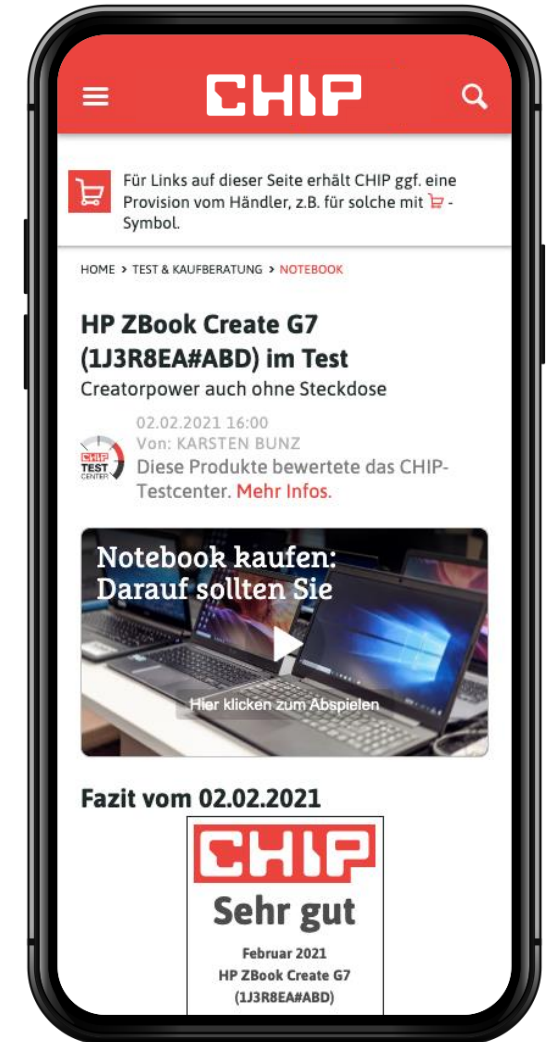 CHIP
Für Links auf dieser Seite erhält CHIP ggf. eine
Provision vom Händler, z.B. für solche mit -
Symbol.
HOME > TEST & KAUFBERATUNG > NOTEBOOK
HP ZBook Create G7
(1J3R8EA#ABD) im Test
Creatorpower auch ohne Steckdose
02.02.2021 16:00
Von: KARSTEN BUNZ
CHIP
TEST
CENTER
Diese Produkte bewertete das CHIP-
Testcenter. Mehr Infos.
Notebook kaufen:
Darauf sollten Sie
Hier klicken zum Abspielen
Fazit vom 02.02.2021
CHIP
Sehr gut
Februar 2021
HP ZBook Create G7
(1J3R8EA#ABD)